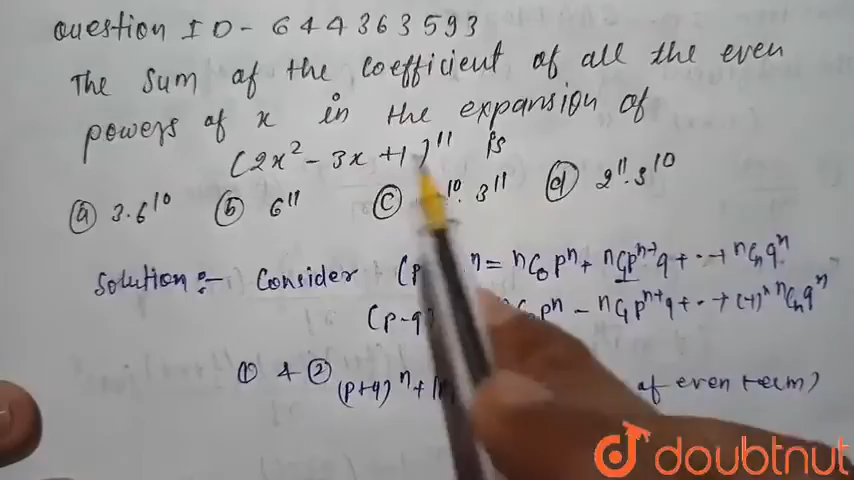 Question ID - 644363593
The sum of the coefficient of all the even
powers of x in the expansion of
(2x² - 3x + 1)¹¹ is
(a) 3.6¹⁰ (b) 6¹¹ (c) ¹⁰. 3¹¹ (d) 2¹¹. 3¹⁰
Solution :- Consider (p ⁿ = ⁿC₀pⁿ + ⁿC₁pⁿ⁻¹q + ... + ⁿCₙqⁿ
(p-q) pⁿ - ⁿC₁pⁿ⁻¹q + ... + (-1)ⁿ ⁿCₙqⁿ
① & ②
(p+q)ⁿ + of even term)
doubtnut